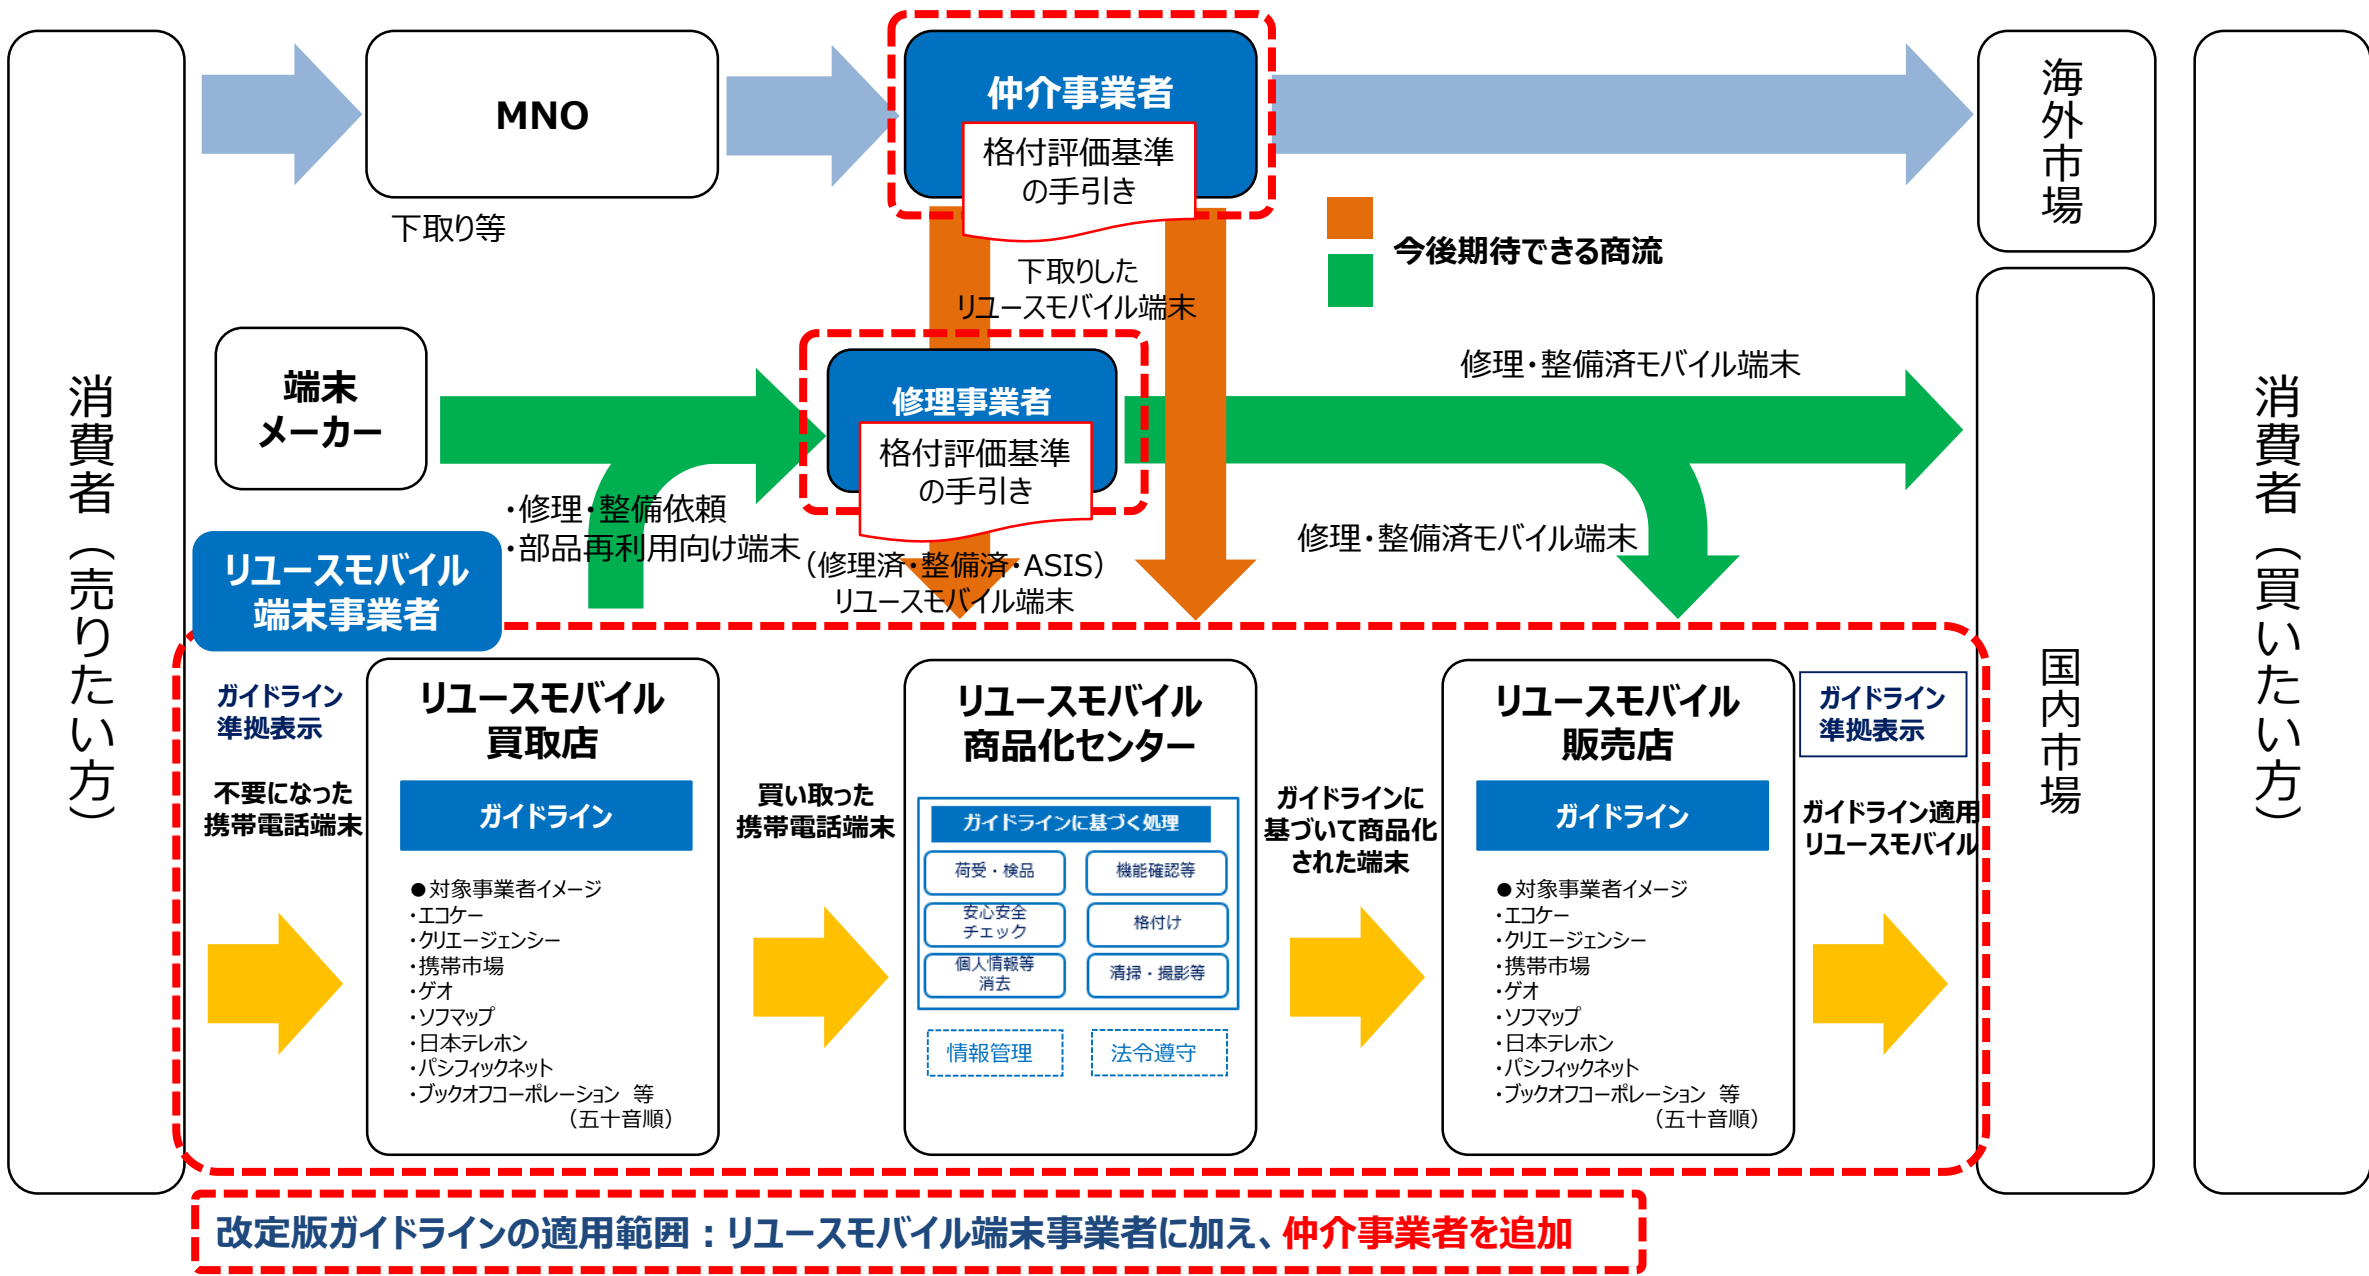 消費者（売りたい方）
MNO
下取り等
仲介事業者
格付評価基準
の手引き
海外市場
消費者（買いたい方）
今後期待できる商流
下取りした
リユースモバイル端末
端末
メーカー
修理事業者
格付評価基準
の手引き
修理・整備済モバイル端末
・修理・整備依頼
・部品再利用向け端末
（修理済・整備済・ASIS）
リユースモバイル端末
修理・整備済モバイル端末
国内市場
リユースモバイル
端末事業者
ガイドライン
準拠表示
不要になった
携帯電話端末
リユースモバイル
買取店
ガイドライン
●対象事業者イメージ
・エコケー
・クリエージェンシー
・携帯市場
・ゲオ
・ソフマップ
・日本テレホン
・パシフィックネット
・ブックオフコーポレーション 等
（五十音順）
買い取った
携帯電話端末
リユースモバイル
商品化センター
ガイドラインに基づく処理
荷受・検品
機能確認等
安心安全
チェック
格付け
個人情報等
消去
清掃・撮影等
情報管理
法令遵守
ガイドラインに
基づいて商品化
された端末
リユースモバイル
販売店
ガイドライン
●対象事業者イメージ
・エコケー
・クリエージェンシー
・携帯市場
・ゲオ
・ソフマップ
・日本テレホン
・パシフィックネット
・ブックオフコーポレーション 等
（五十音順）
ガイドライン
準拠表示
ガイドライン適用
リユースモバイル
改定版ガイドラインの適用範囲：リユースモバイル端末事業者に加え、仲介事業者を追加